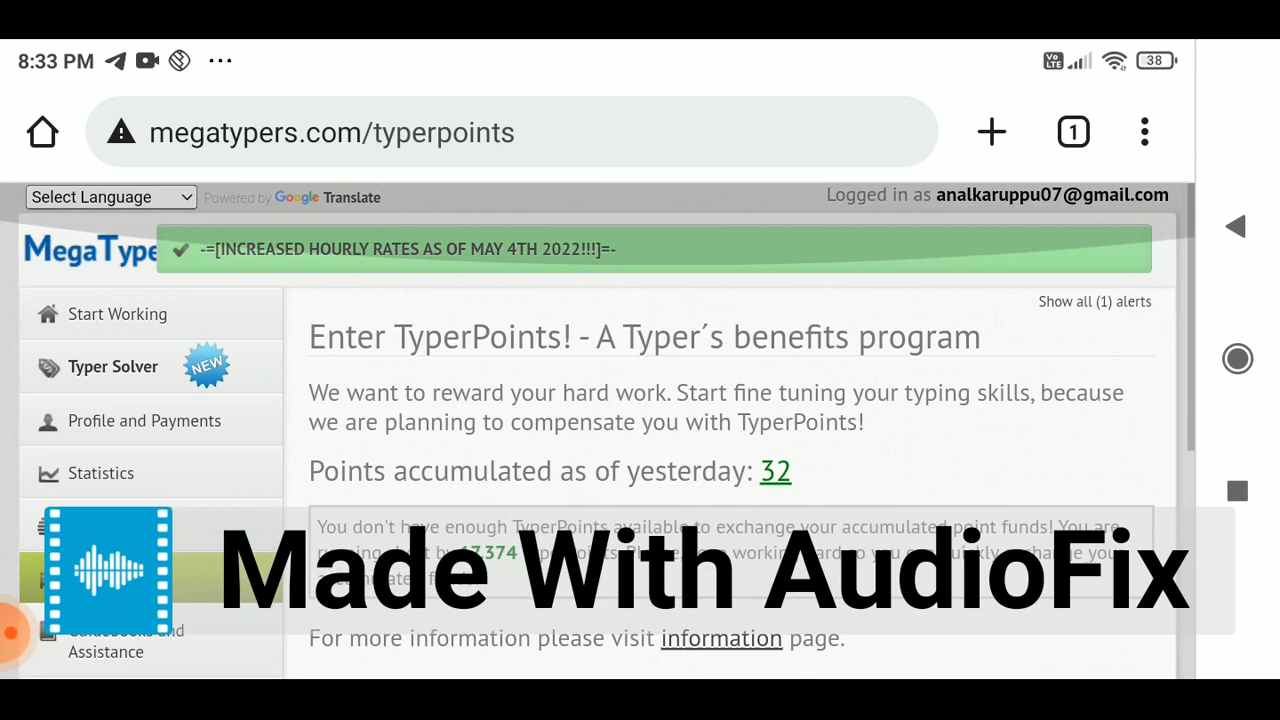 8:33 PM
38
megatypers.com/typerpoints
1
Select Language
Powered by Google Translate
Logged in as analkaruppu07@gmail.com
MegaType
-=[INCREASED HOURLY RATES AS OF MAY 4TH 2022!!!]=-
Show all (1) alerts
Start Working
Typer Solver NEW
Profile and Payments
Statistics
Enter TyperPoints! - A Typer´s benefits program
We want to reward your hard work. Start fine tuning your typing skills, because
we are planning to compensate you with TyperPoints!
Points accumulated as of yesterday: 32
You don't have enough TyperPoints available to exchange your accumulated point funds! You are
Made With AudioFix
and
Assistance
For more information please visit information page.